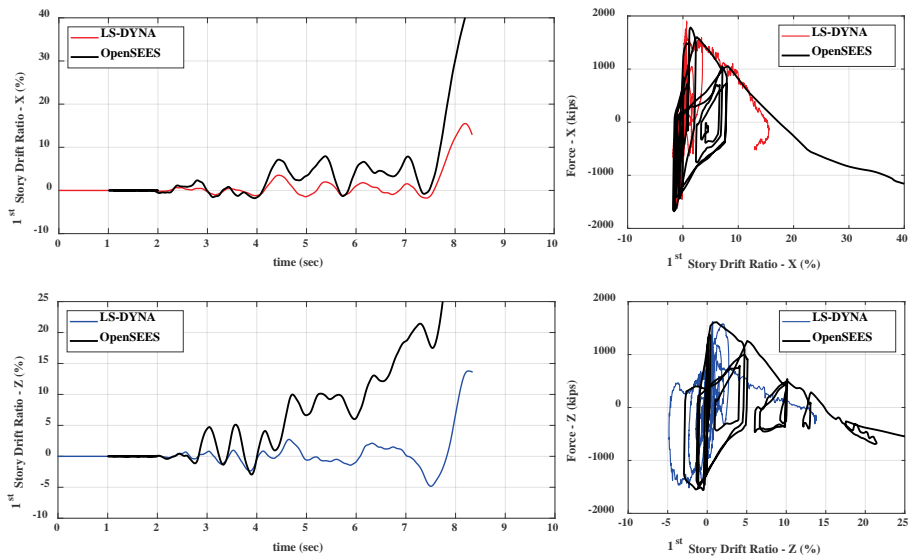 40
30
20
10
0
-10
1st Story Drift Ratio - X (%)
LS-DYNA
OpenSEES
0 1 2 3 4 5 6 7 8 9 10
time (sec)
2000
1000
0
-1000
-2000
Force - X (kips)
LS-DYNA
OpenSEES
-10 0 10 20 30 40
1st Story Drift Ratio - X (%)
25
20
15
10
5
0
-5
-10
1st Story Drift Ratio - Z (%)
LS-DYNA
OpenSEES
0 1 2 3 4 5 6 7 8 9 10
time (sec)
2000
1000
0
-1000
-2000
Force - Z (kips)
LS-DYNA
OpenSEES
-10 -5 0 5 10 15 20 25
1st Story Drift Ratio - Z (%)